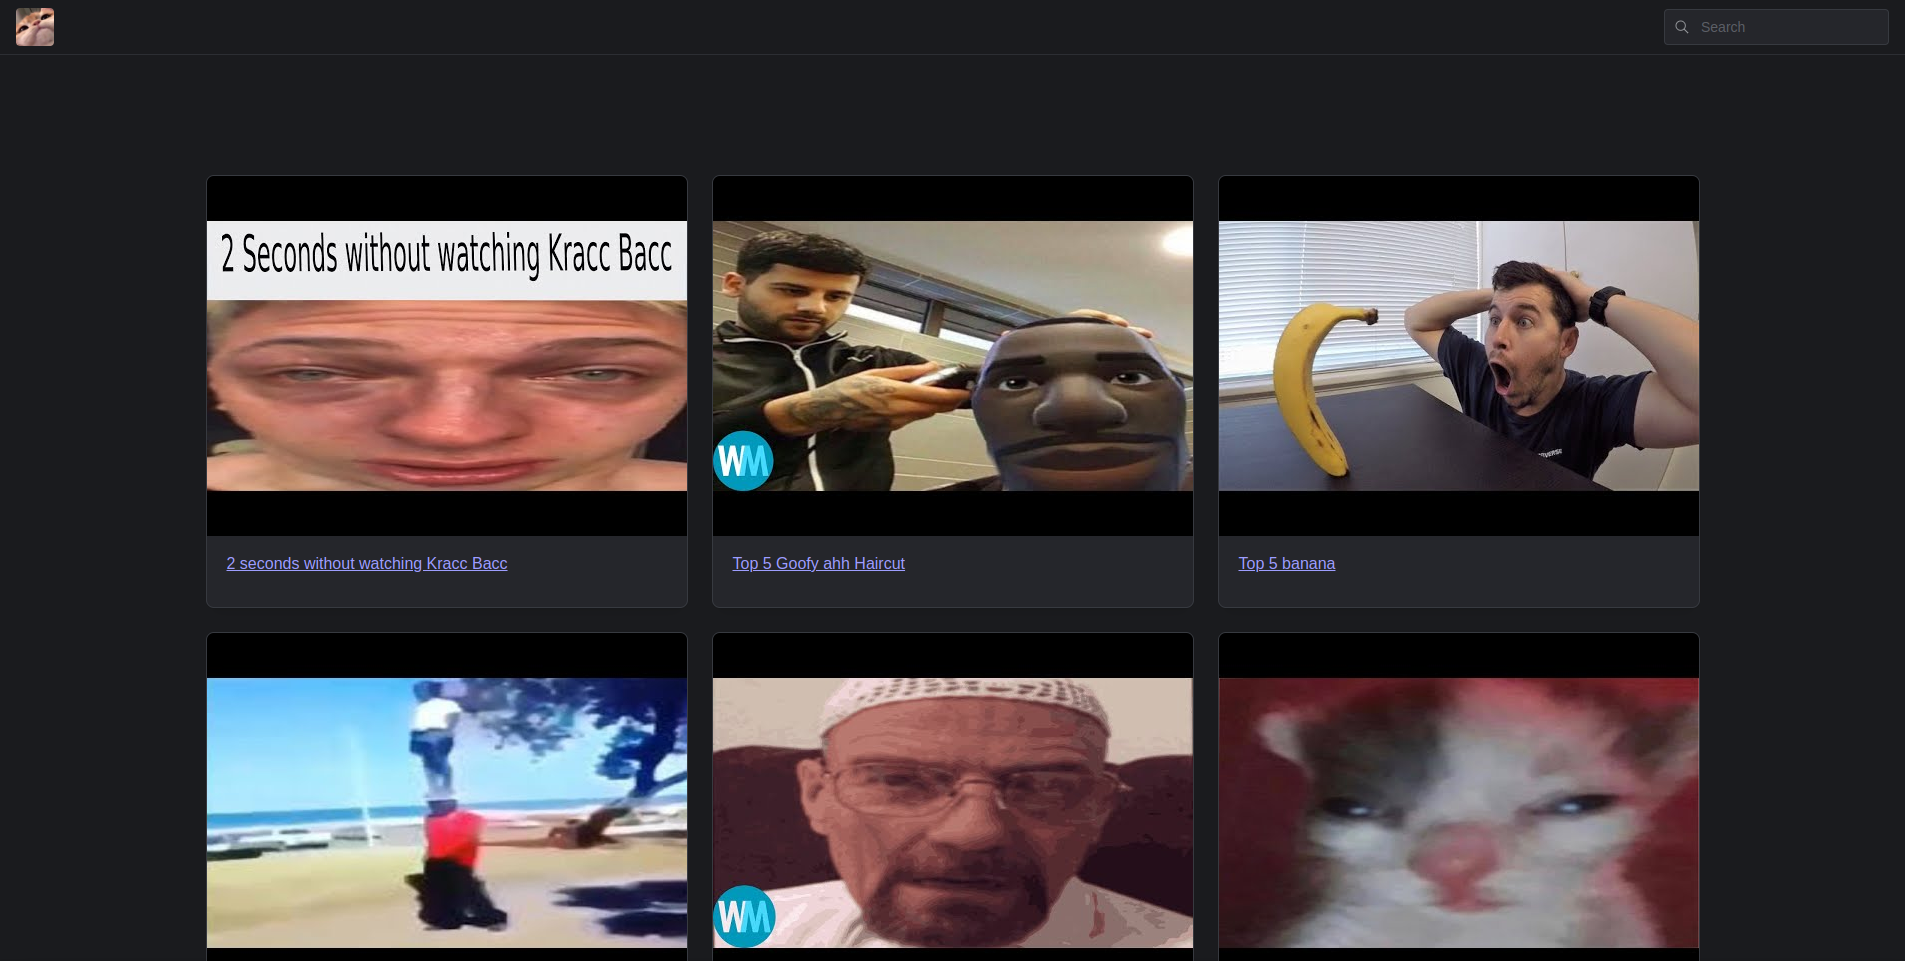 Search
2 Seconds without watching Kracc Bacc
WM
2 seconds without watching Kracc Bacc
Top 5 Goofy ahh Haircut
Top 5 banana
WM